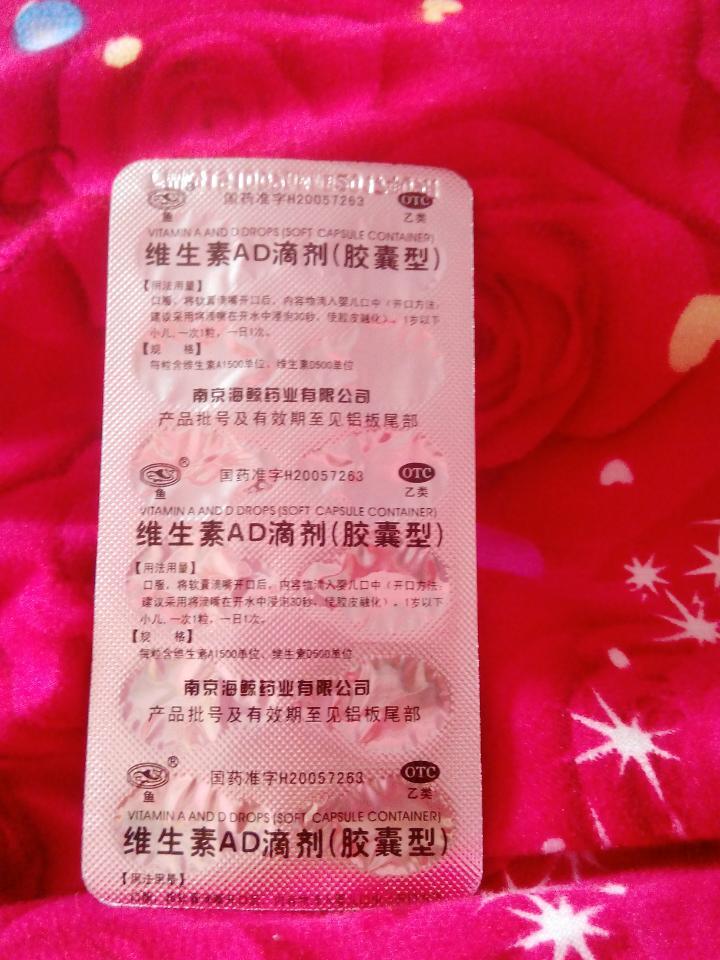 国药准字H20057263
OTC
鱼
乙类
VITAMIN A AND D DROPS (SOFT CAPSULE CONTAINER)
维生素AD滴剂(胶囊型)
【用法用量】
口服，将软囊滴嘴开口后，内容物滴入婴儿口中（开口方法：
建议采用将滴嘴在开水中浸泡30秒，使胶皮融化）。1岁以下
小儿，一次1粒，一日1次。
【规 格】
每粒含维生素A1500单位、维生素D500单位
南京海鲸药业有限公司
产品批号及有效期至见铝板尾部
®
国药准字H20057263
OTC
鱼
乙类
VITAMIN A AND D DROPS (SOFT CAPSULE CONTAINER)
维生素AD滴剂(胶囊型)
【用法用量】
口服，将软囊滴嘴开口后，内容物滴入婴儿口中（开口方法：
建议采用将滴嘴在开水中浸泡30秒，使胶皮融化）。1岁以下
小儿，一次1粒，一日1次。
【规 格】
每粒含维生素A1500单位、维生素D500单位
南京海鲸药业有限公司
产品批号及有效期至见铝板尾部
®
国药准字H20057263
OTC
鱼
乙类
VITAMIN A AND D DROPS (SOFT CAPSULE CONTAINER)
维生素AD滴剂(胶囊型)
【用法用量】